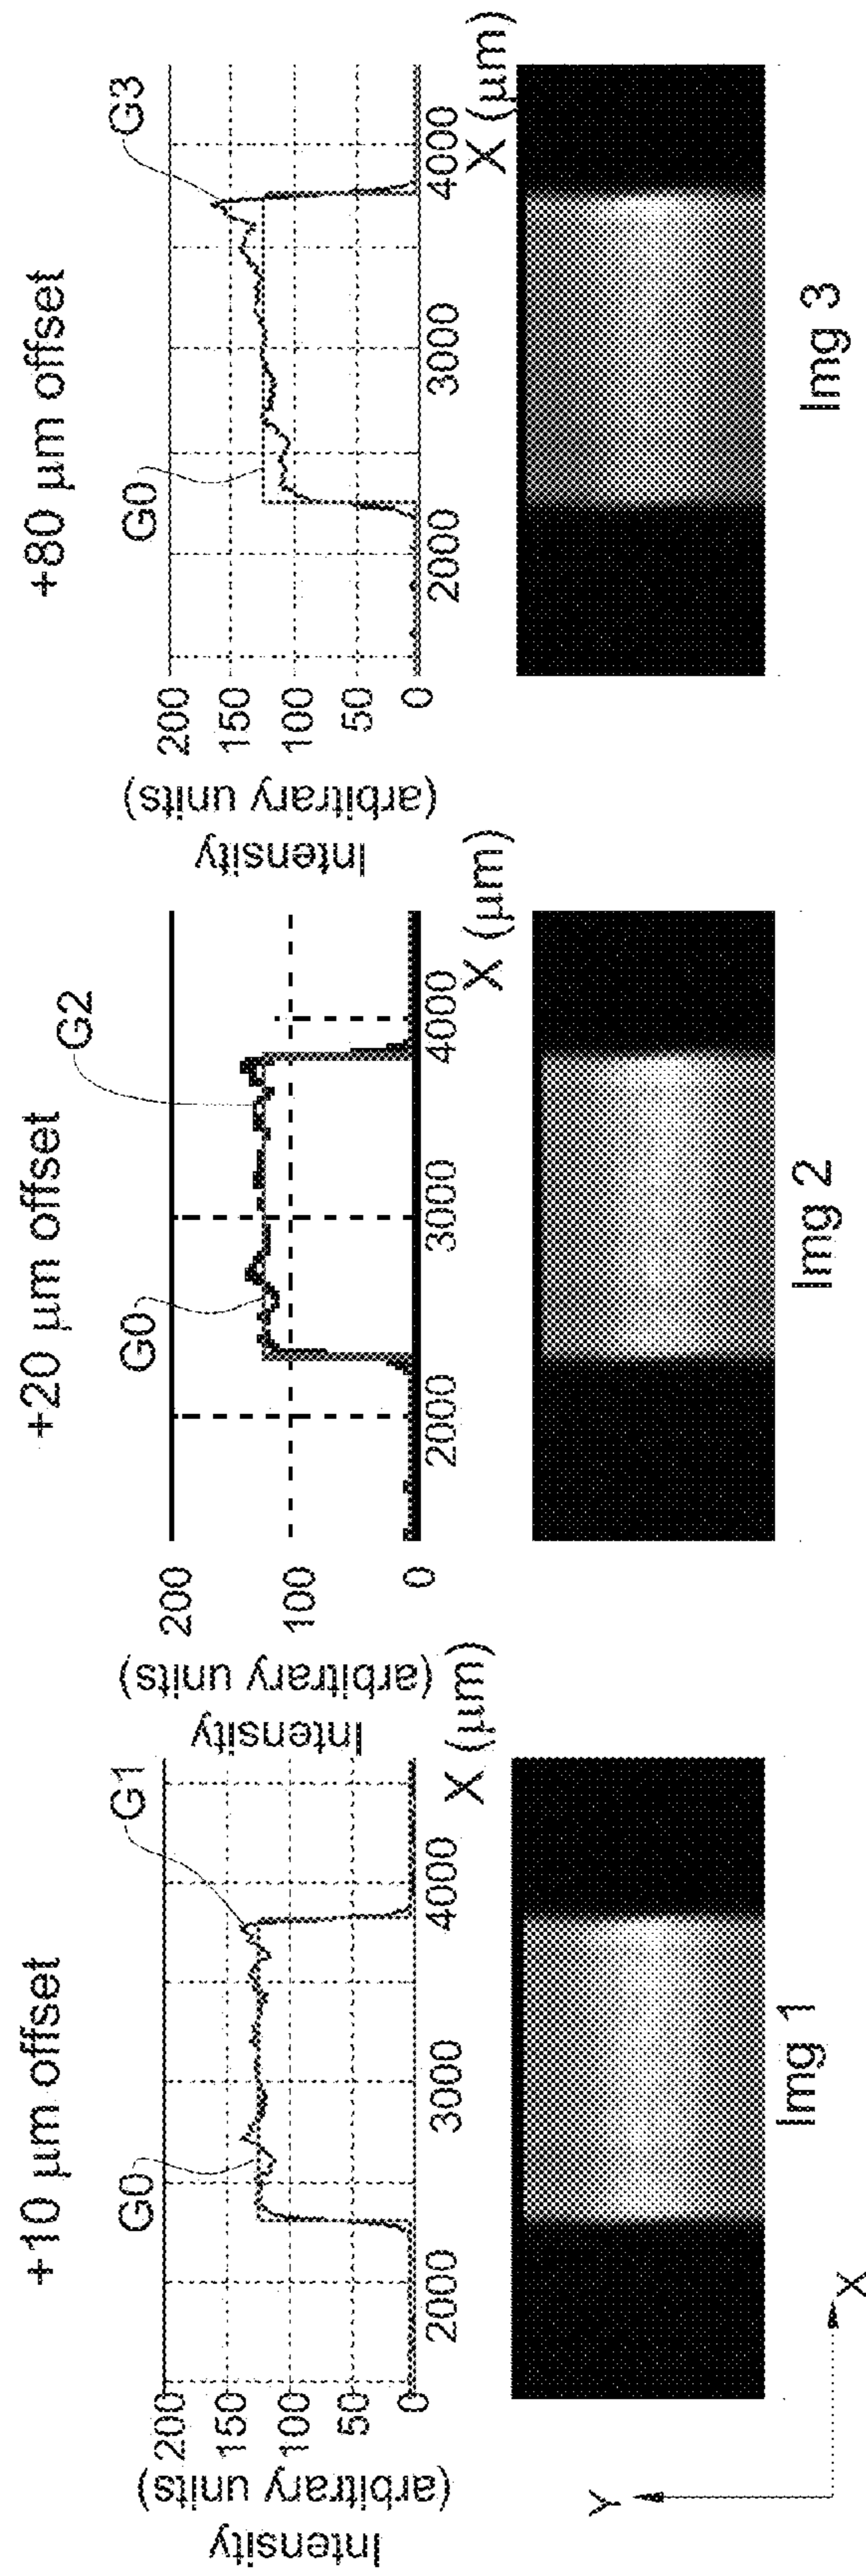 +10 µm offset
Intensity
(arbitrary units)
200
150
100
50
0
G0
G1
2000
3000
4000
X (µm)
Img 1
Y
X
+20 µm offset
Intensity
(arbitrary units)
200
100
0
G0
G2
2000
3000
4000
X (µm)
Img 2
+80 µm offset
Intensity
(arbitrary units)
200
150
100
50
0
G0
G3
2000
3000
4000
X (µm)
Img 3